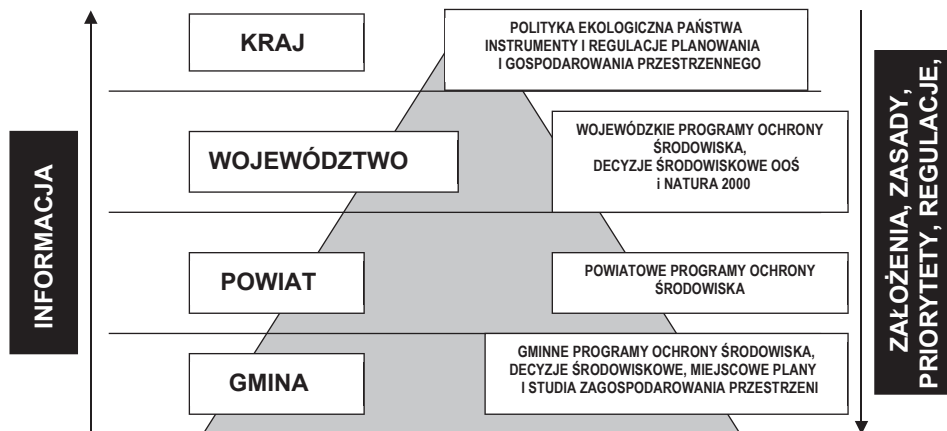 KRAJ
POLITYKA EKOLOGICZNA PAŃSTWA
INSTRUMENTY I REGULACJE PLANOWANIA
I GOSPODAROWANIA PRZESTRZENNEGO
WOJEWÓDZTWO
WOJEWÓDZKIE PROGRAMY OCHRONY
ŚRODOWISKA,
DECYZJE ŚRODOWISKOWE OOŚ
i NATURA 2000
POWIAT
POWIATOWE PROGRAMY OCHRONY
ŚRODOWISKA
GMINA
GMINNE PROGRAMY OCHRONY ŚRODOWISKA,
DECYZJE ŚRODOWISKOWE, MIEJSCOWE PLANY
I STUDIA ZAGOSPODAROWANIA PRZESTRZENI
INFORMACJA
ZAŁOŻENIA, ZASADY,
PRIORYTETY, REGULACJE,